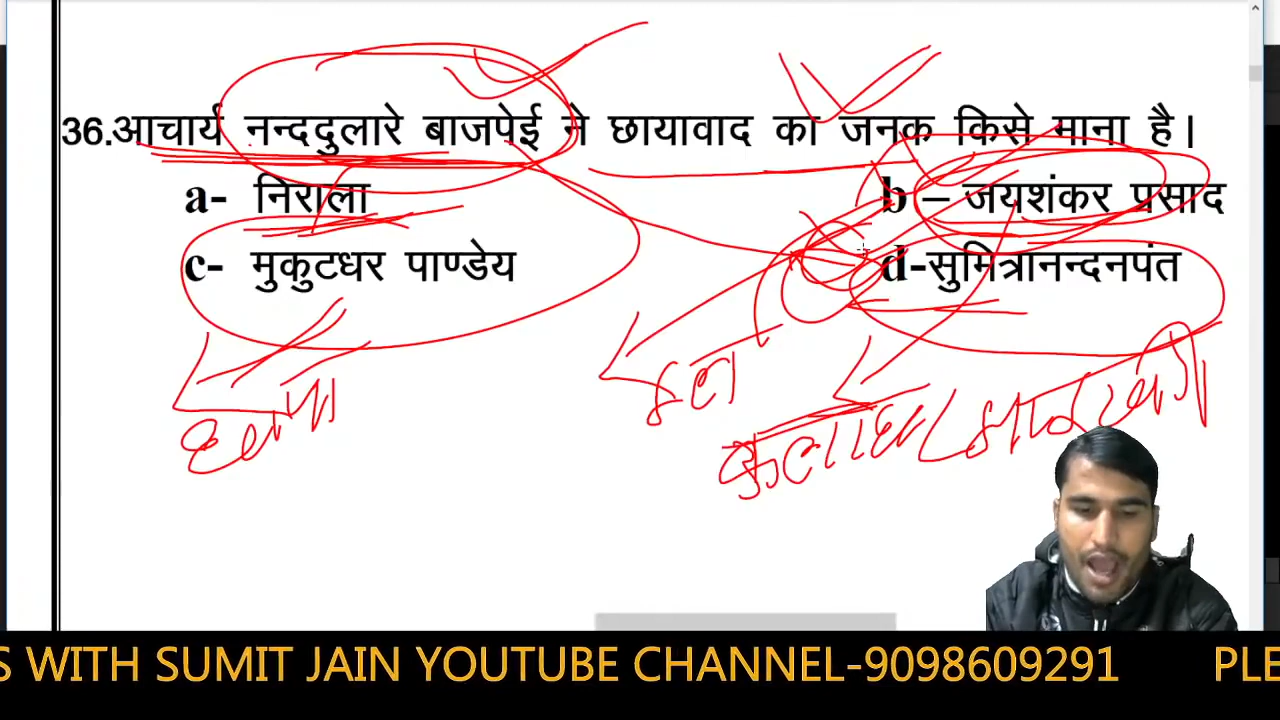 36.आचार्य नन्ददुलारे बाजपेई ने छायावाद का जनक किसे माना है।
a- निराला b – जयशंकर प्रसाद
c- मुकुटधर पाण्डेय d-सुमित्रानन्दनपंत
S WITH SUMIT JAIN YOUTUBE CHANNEL-9098609291 PLE